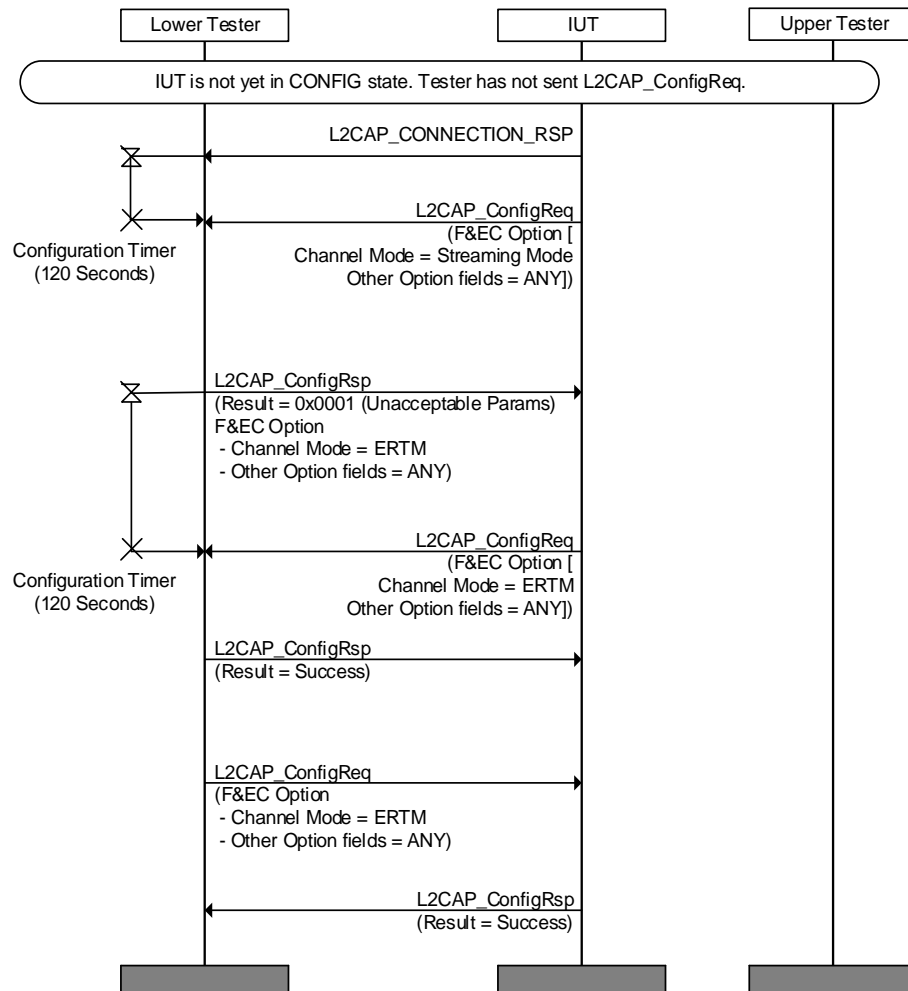 Lower Tester
IUT
Upper Tester
IUT is not yet in CONFIG state. Tester has not sent L2CAP_ConfigReq.
L2CAP_CONNECTION_RSP
L2CAP_ConfigReq
(F&EC Option [
Channel Mode = Streaming Mode
Other Option fields = ANY])
Configuration Timer
(120 Seconds)
L2CAP_ConfigRsp
(Result = 0x0001 (Unacceptable Params)
F&EC Option
- Channel Mode = ERTM
- Other Option fields = ANY)
L2CAP_ConfigReq
(F&EC Option [
Channel Mode = ERTM
Other Option fields = ANY])
Configuration Timer
(120 Seconds)
L2CAP_ConfigRsp
(Result = Success)
L2CAP_ConfigReq
(F&EC Option
- Channel Mode = ERTM
- Other Option fields = ANY)
L2CAP_ConfigRsp
(Result = Success)